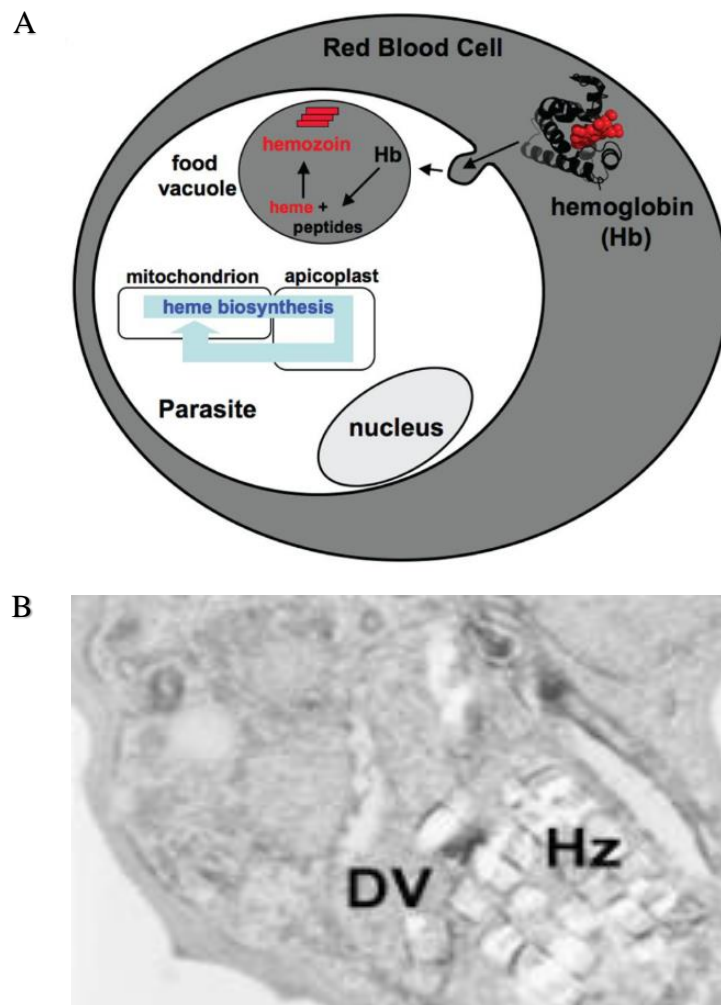 A
Red Blood Cell
hemozoin
Hb
food
vacuole
heme +
peptides
hemoglobin
(Hb)
mitochondrion
apicoplast
heme biosynthesis
Parasite
nucleus
B
DV
Hz